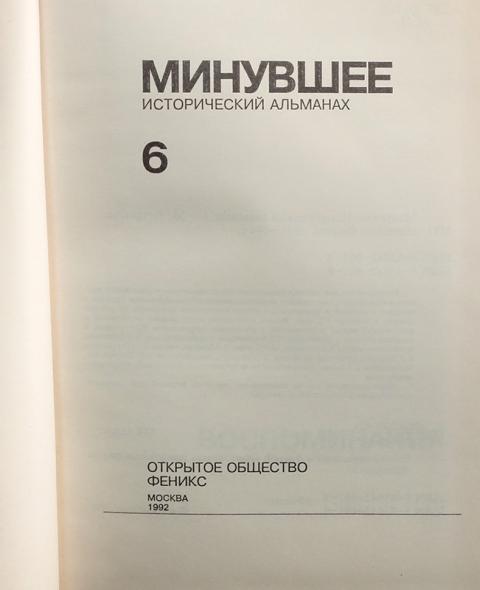 МИНУВШЕЕ
ИСТОРИЧЕСКИЙ АЛЬМАНАХ
6
ОТКРЫТОЕ ОБЩЕСТВО
ФЕНИКС
МОСКВА
1992